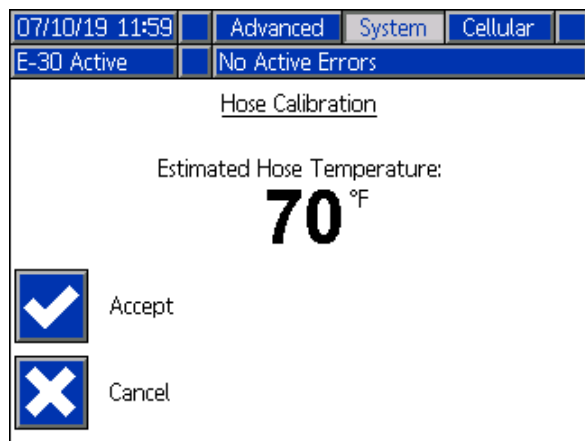 07/10/19 11:59 Advanced System Cellular
E-30 Active No Active Errors
Hose Calibration
Estimated Hose Temperature:
70 °F
Accept
Cancel